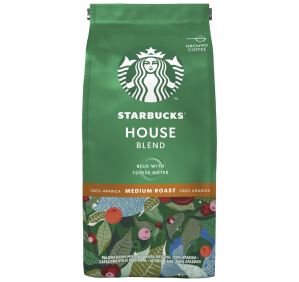 GROUND
COFFEE
STARBUCKS
HOUSE
BLEND
RICH WITH
TOFFEE NOTES
100% ARABICA MEDIUM ROAST 100% ARABICA